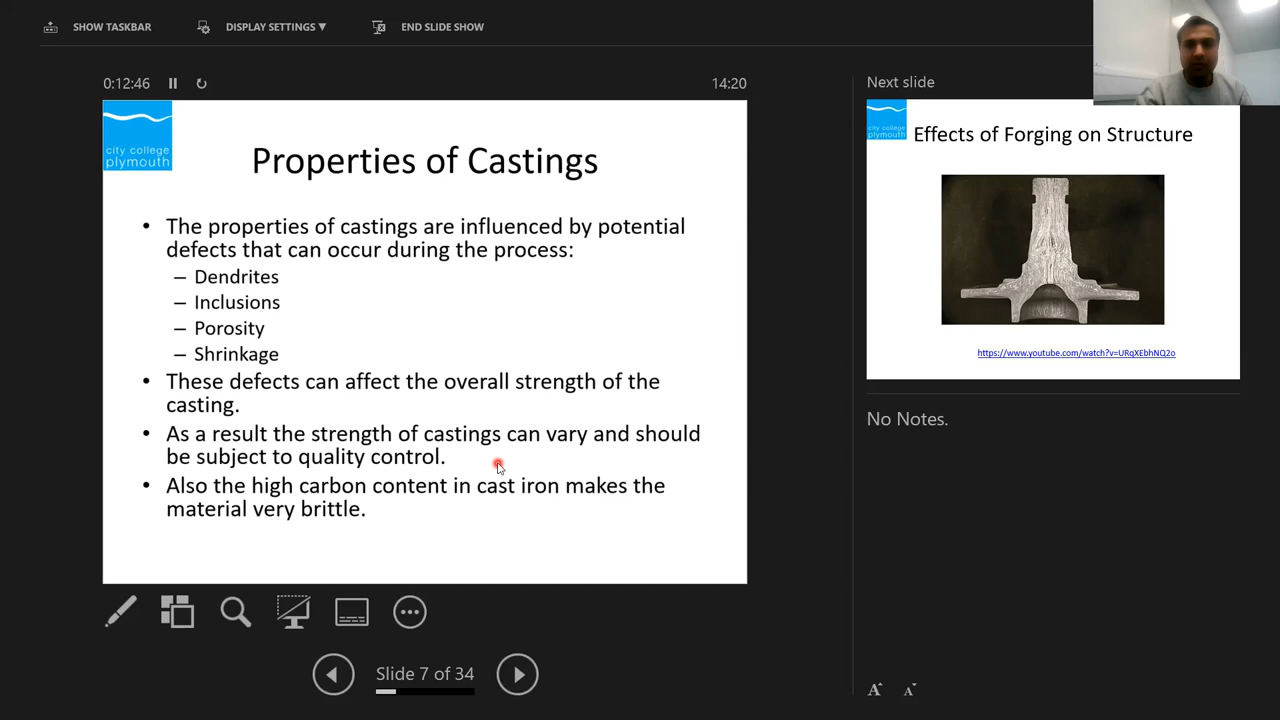 SHOW TASKBAR
DISPLAY SETTINGS ▼
END SLIDE SHOW
0:12:46
14:20
city college
plymouth
Properties of Castings
• The properties of castings are influenced by potential
defects that can occur during the process:
– Dendrites
– Inclusions
– Porosity
– Shrinkage
• These defects can affect the overall strength of the
casting.
• As a result the strength of castings can vary and should
be subject to quality control.
• Also the high carbon content in cast iron makes the
material very brittle.
Slide 7 of 34
Next slide
city college
plymouth
Effects of Forging on Structure
https://www.youtube.com/watch?v=URqXEbhNQ2o
No Notes.
A
A